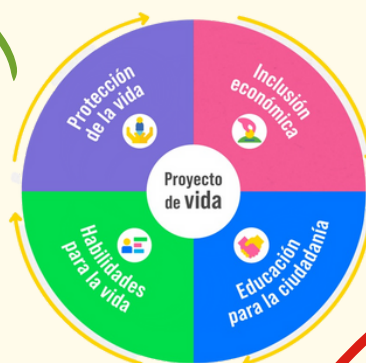 Protección
de la vida
Inclusión
económica
Proyecto
de vida
Habilidades
para la vida
Educación
para la ciudadanía